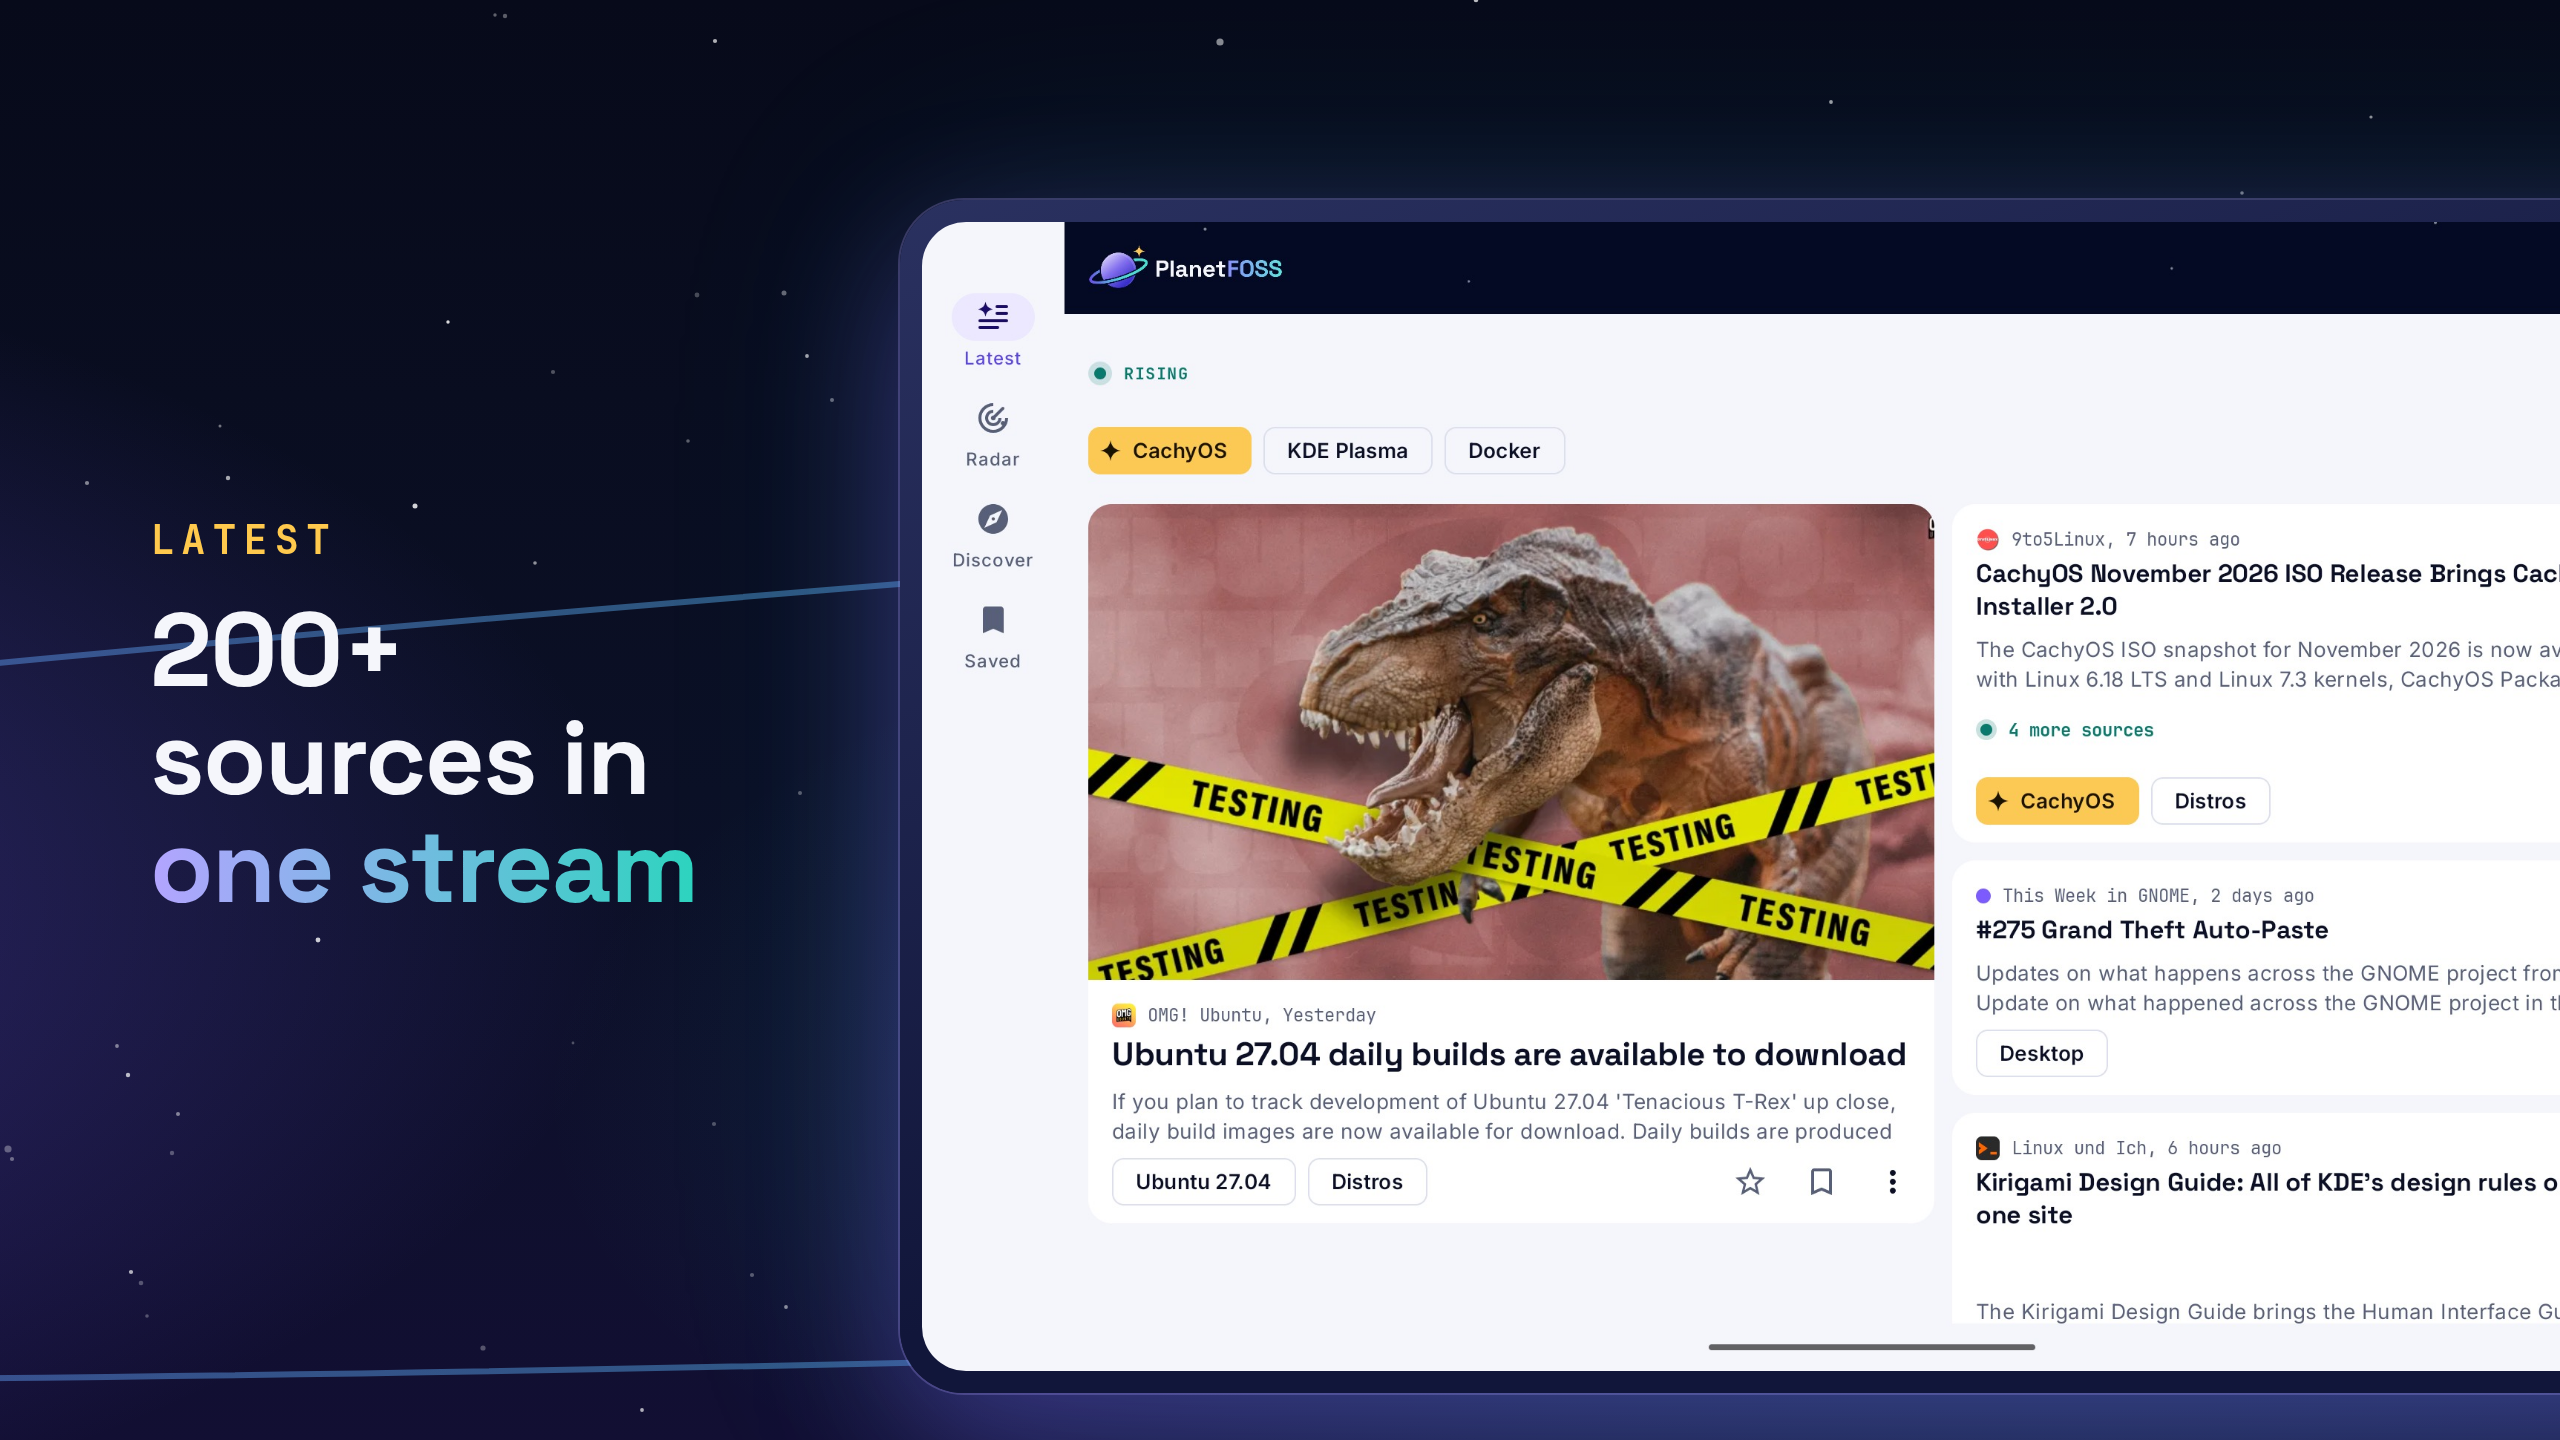 LATEST
200+
sources in
one stream
PlanetFOSS
Latest
Radar
Discover
Saved
RISING
CachyOS
KDE Plasma
Docker
TESTING
TESTING
TESTING
TESTING
TESTING
OMG! Ubuntu, Yesterday
Ubuntu 27.04 daily builds are available to download
If you plan to track development of Ubuntu 27.04 'Tenacious T-Rex' up close,
daily build images are now available for download. Daily builds are produced
Ubuntu 27.04
Distros
9to5Linux, 7 hours ago
CachyOS November 2026 ISO Release Brings
Installer 2.0
The CachyOS ISO snapshot for November 2026 is now
with Linux 6.18 LTS and Linux 7.3 kernels, CachyOS
4 more sources
CachyOS
Distros
This Week in GNOME, 2 days ago
#275 Grand Theft Auto-Paste
Updates on what happens across the GNOME project
Update on what happened across the GNOME project in
Desktop
Linux und Ich, 6 hours ago
Kirigami Design Guide: All of KDE's design rules
one site
The Kirigami Design Guide brings the Human Interface